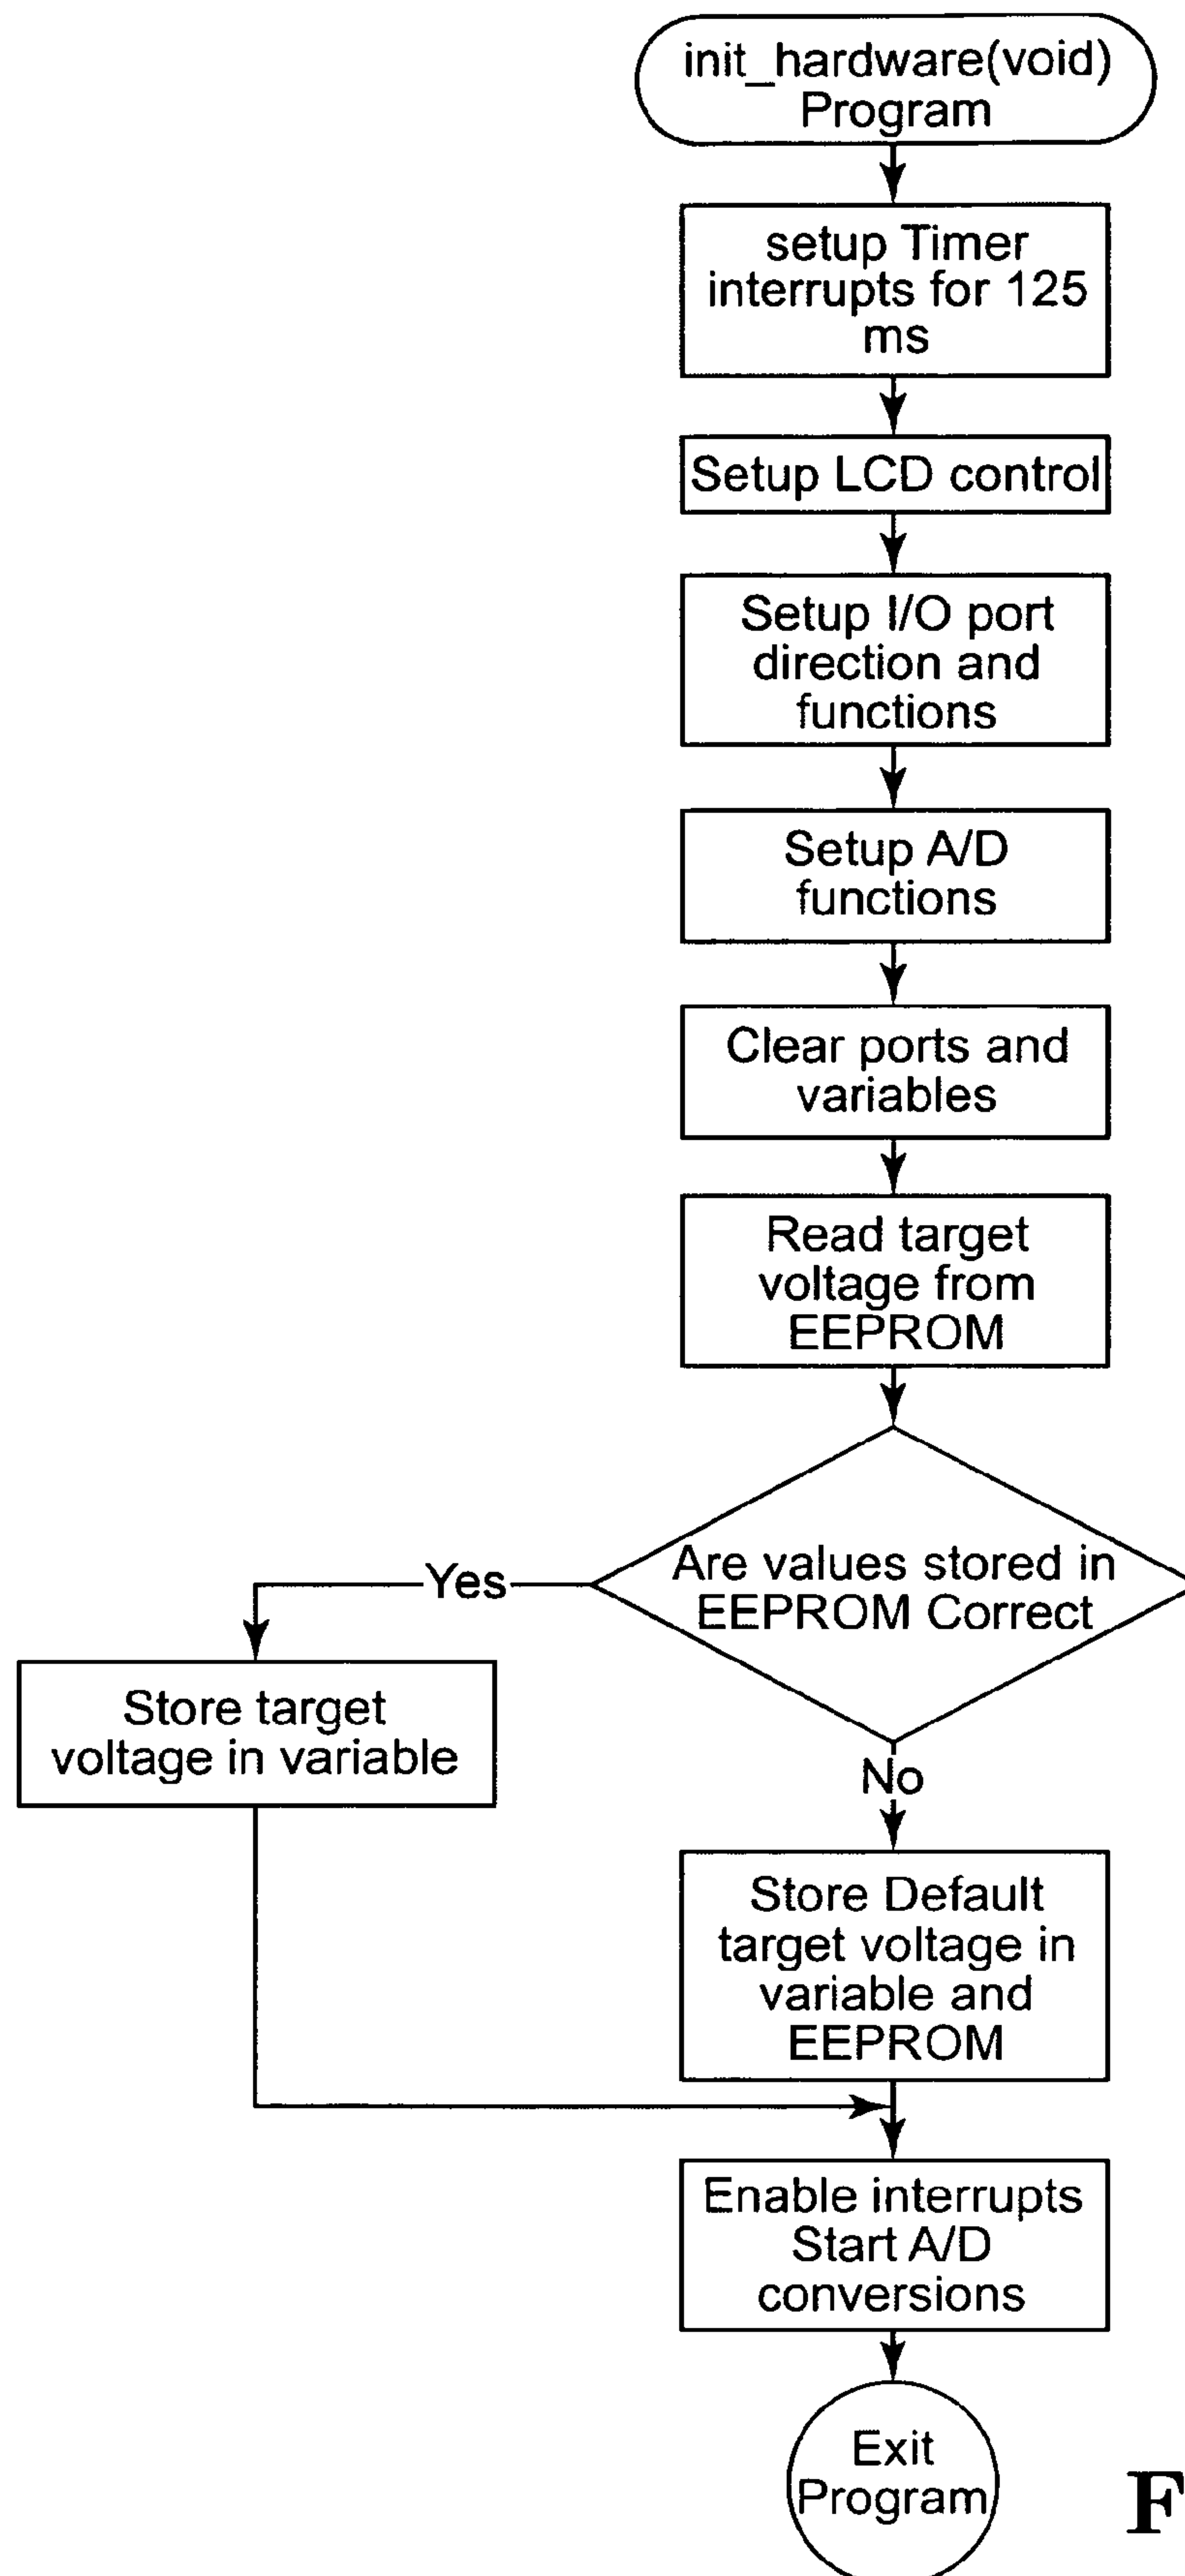 init_hardware(void)
Program
setup Timer
interrupts for 125
ms
Setup LCD control
Setup I/O port
direction and
functions
Setup A/D
functions
Clear ports and
variables
Read target
voltage from
EEPROM
Are values stored in
EEPROM Correct
Yes
Store target
voltage in variable
No
Store Default
target voltage in
variable and
EEPROM
Enable interrupts
Start A/D
conversions
Exit
Program
F